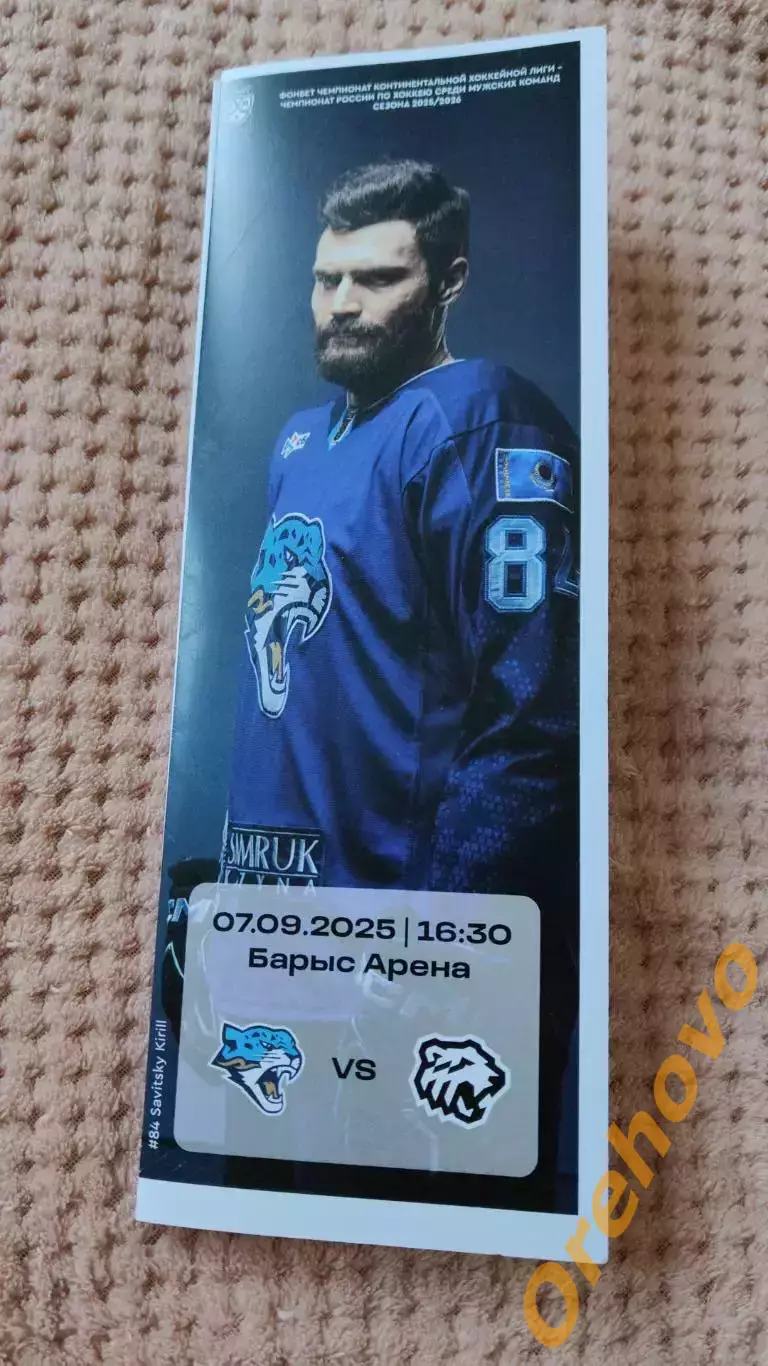 ФОНБЕТ ЧЕМПИОНАТ КОНТИНЕНТАЛЬНОЙ ХОККЕЙНОЙ ЛИГИ -
ЧЕМПИОНАТ РОССИИ ПО ХОККЕЮ СРЕДИ МУЖСКИХ КОМАНД
СЕЗОНА 2025/2026
84
SAMRUK
QAZYNA
07.09.2025 | 16:30
Барыс Арена
VS
#84 Savitsky Kirill
Orehovo